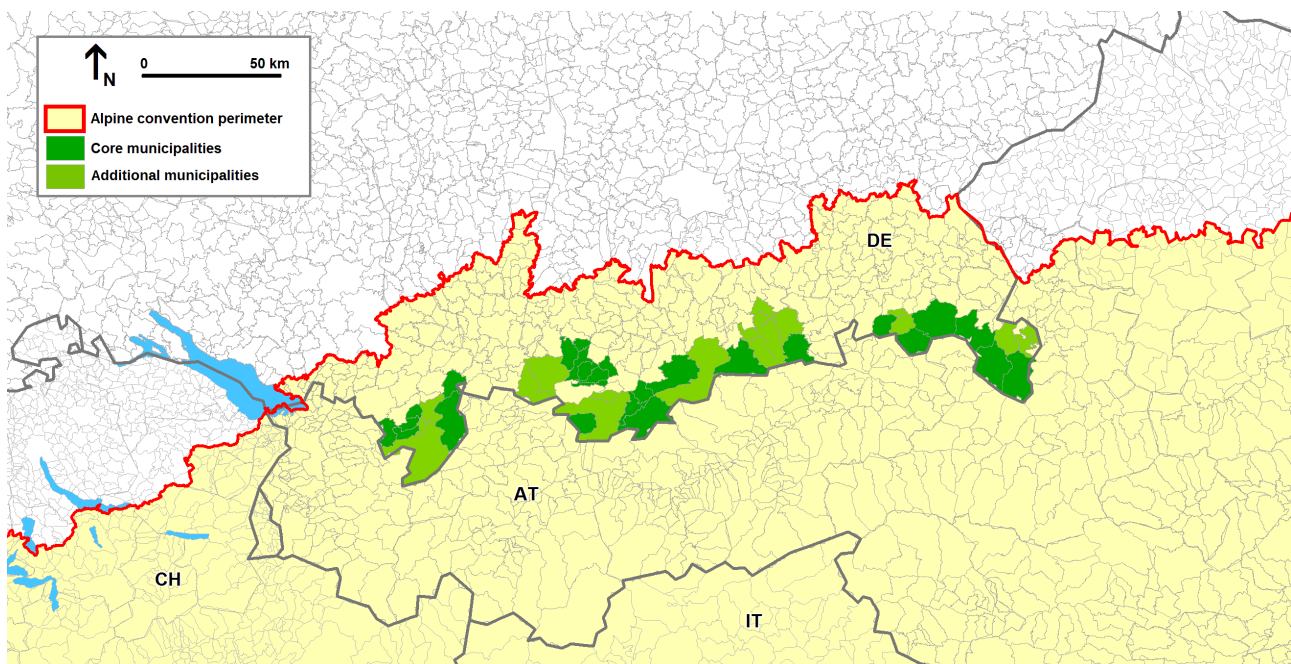 N
0 50 km
Alpine convention perimeter
Core municipalities
Additional municipalities
DE
AT
CH
IT